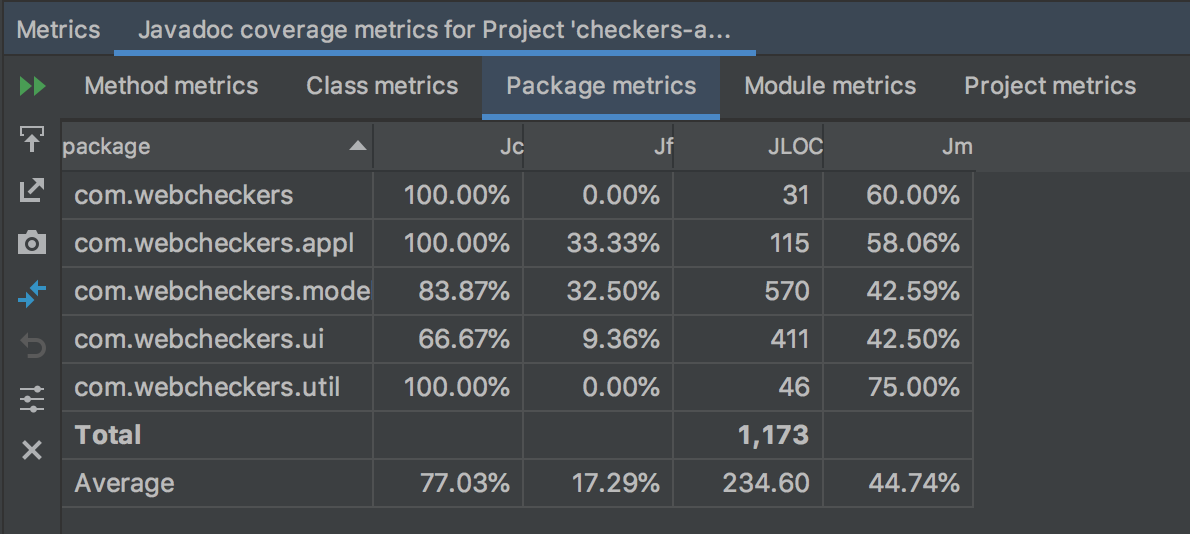 Metrics Javadoc coverage metrics for Project 'checkers-a...
Method metrics Class metrics Package metrics Module metrics Project metrics
package Jc Jf JLOC Jm
com.webcheckers 100.00% 0.00% 31 60.00%
com.webcheckers.appl 100.00% 33.33% 115 58.06%
com.webcheckers.mode 83.87% 32.50% 570 42.59%
com.webcheckers.ui 66.67% 9.36% 411 42.50%
com.webcheckers.util 100.00% 0.00% 46 75.00%
Total 1,173
Average 77.03% 17.29% 234.60 44.74%